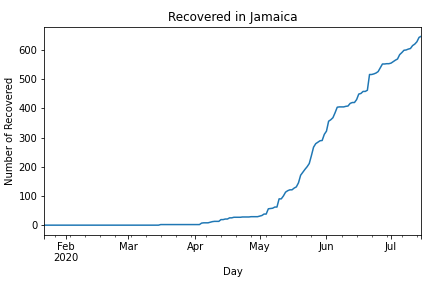 Recovered in Jamaica
Number of Recovered
600
500
400
300
200
100
0
Feb
2020
Mar
Apr
May
Jun
Jul
Day